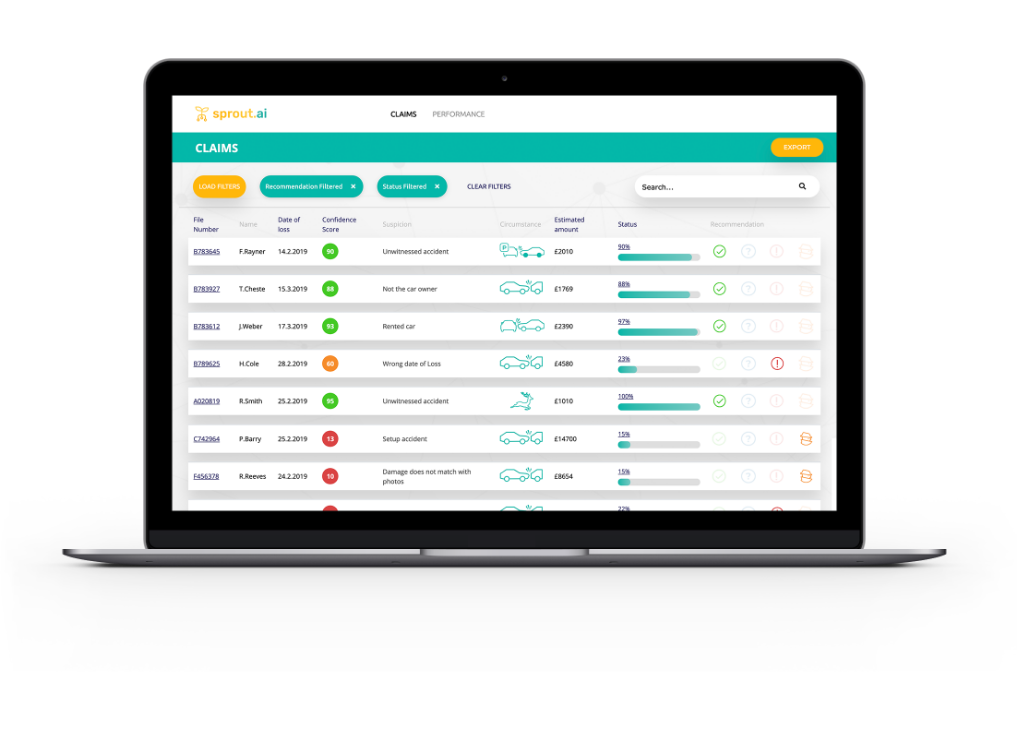 sprout.ai
CLAIMS PERFORMANCE
CLAIMS
EXPORT
LOAD FILTERS Recommendation Filtered × Status Filtered × CLEAR FILTERS Search...
File Number Name Date of loss Confidence Score Suspicion Circumstance Estimated amount Status Recommendation
B783645 F.Rayner 14.2.2019 90 Unwitnessed accident P £2010 90% ?
B783927 T.Cheste 15.3.2019 88 Not the car owner £1769 88% ?
B783612 J.Weber 17.3.2019 93 Rented car £2390 97% ?
B789625 H.Cole 28.2.2019 60 Wrong date of Loss £4580 23% ?
A020819 R.Smith 25.2.2019 95 Unwitnessed accident £1010 100% ?
C742964 P.Barry 25.2.2019 13 Setup accident £14700 15% ?
F456378 R.Reeves 24.2.2019 10 Damage does not match with photos £8654 15% ?
22%